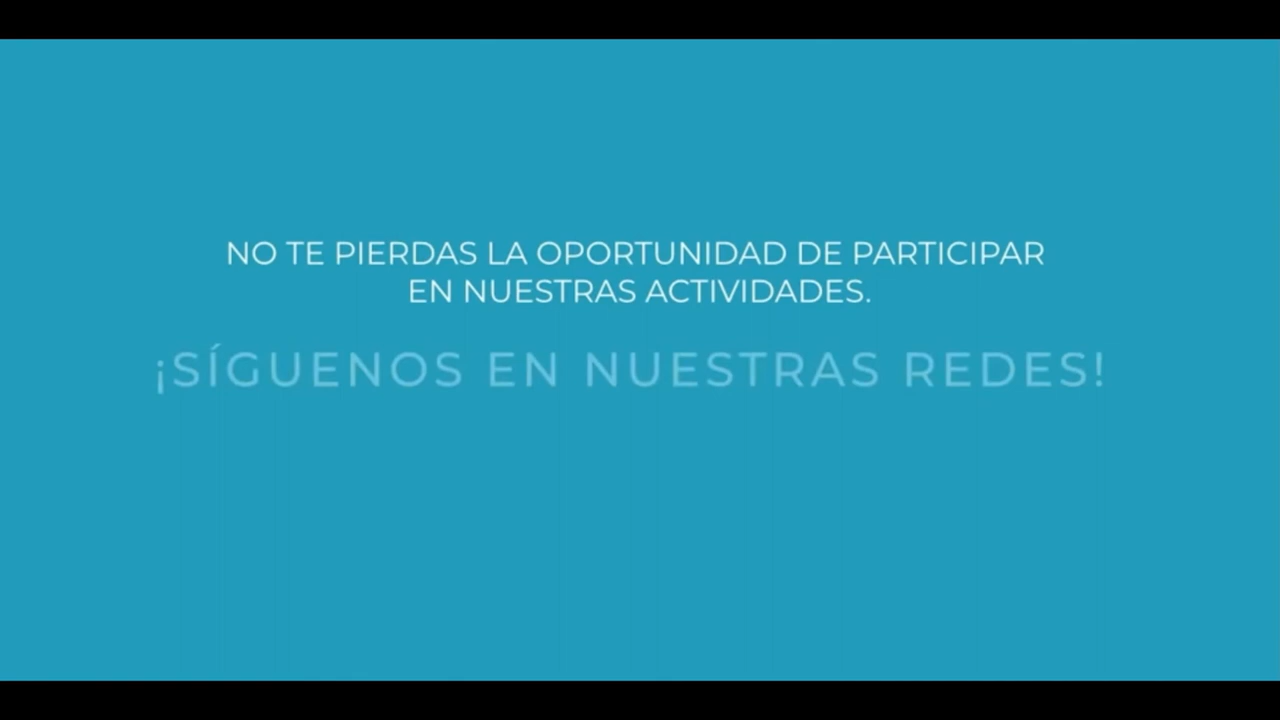 NO TE PIERDAS LA OPORTUNIDAD DE PARTICIPAR
EN NUESTRAS ACTIVIDADES.
¡SÍGUENOS EN NUESTRAS REDES!